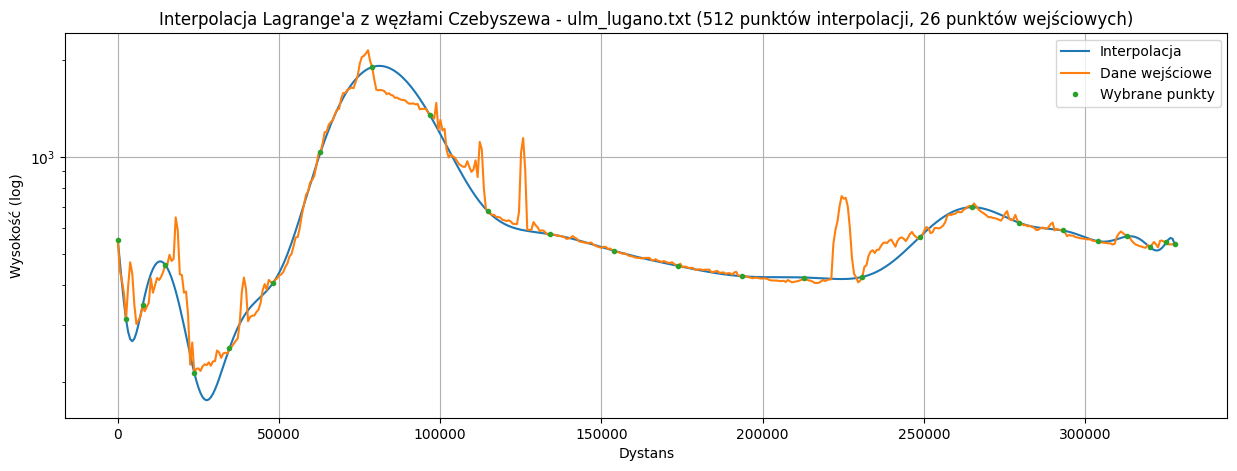 Interpolacja Lagrange'a z węzłami Czebyszewa - ulm_lugano.txt (512 punktów interpolacji, 26 punktów wejściowych)
Interpolacja
Dane wejściowe
Wybrane punkty
Wysokość (log)
10³
0
50000
100000
150000
200000
250000
300000
Dystans